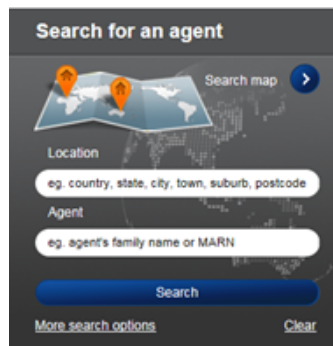 Search for an agent
Search map
Location
eg. country, state, city, town, suburb, postcode
Agent
eg. agent's family name or MARN
Search
More search options
Clear